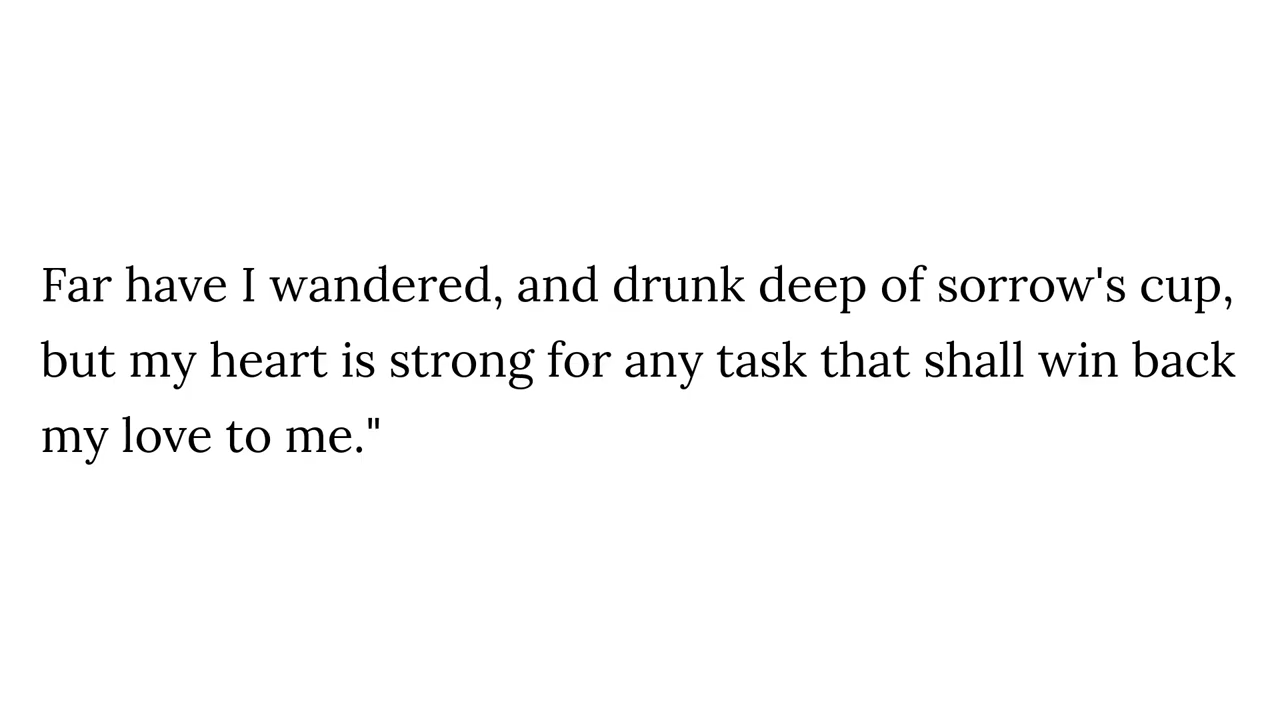 Far have I wandered, and drunk deep of sorrow's cup,
but my heart is strong for any task that shall win back
my love to me."